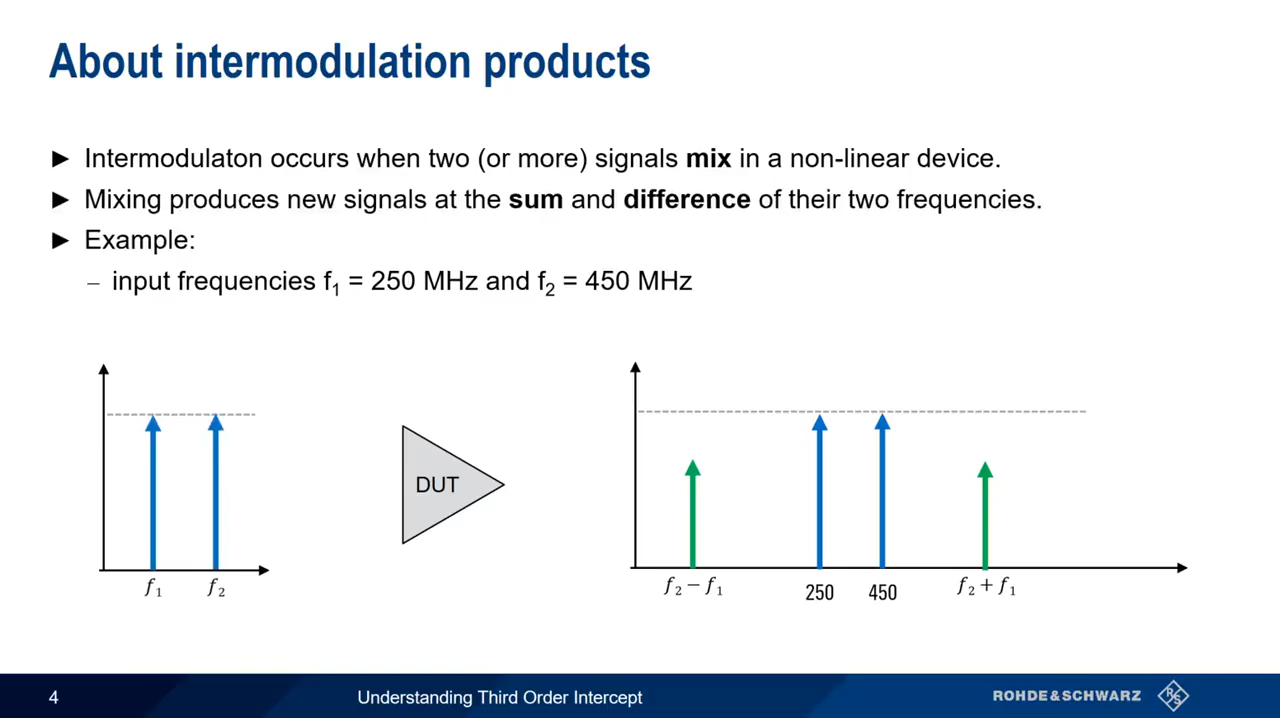 About intermodulation products
► Intermodulaton occurs when two (or more) signals mix in a non-linear device.
► Mixing produces new signals at the sum and difference of their two frequencies.
► Example:
– input frequencies f₁ = 250 MHz and f₂ = 450 MHz
DUT
f₁ f₂
f₂ − f₁ 250 450 f₂ + f₁
4 Understanding Third Order Intercept ROHDE & SCHWARZ R S